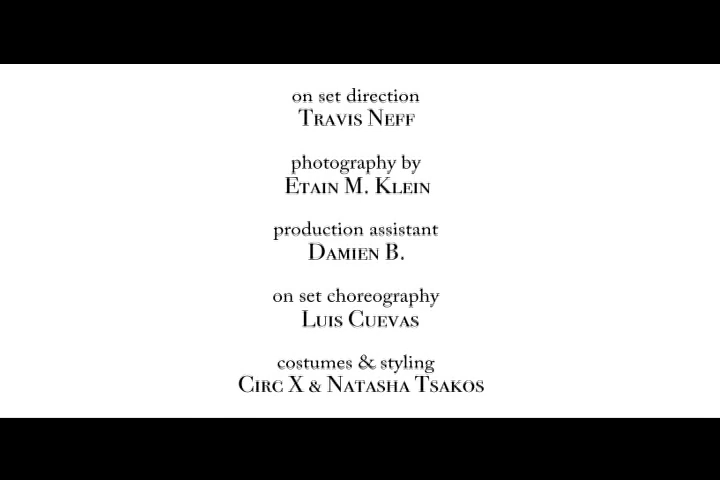 on set direction
Travis Neff
photography by
Etain M. Klein
production assistant
Damien B.
on set choreography
Luis Cuevas
costumes & styling
Circ X & Natasha Tsakos